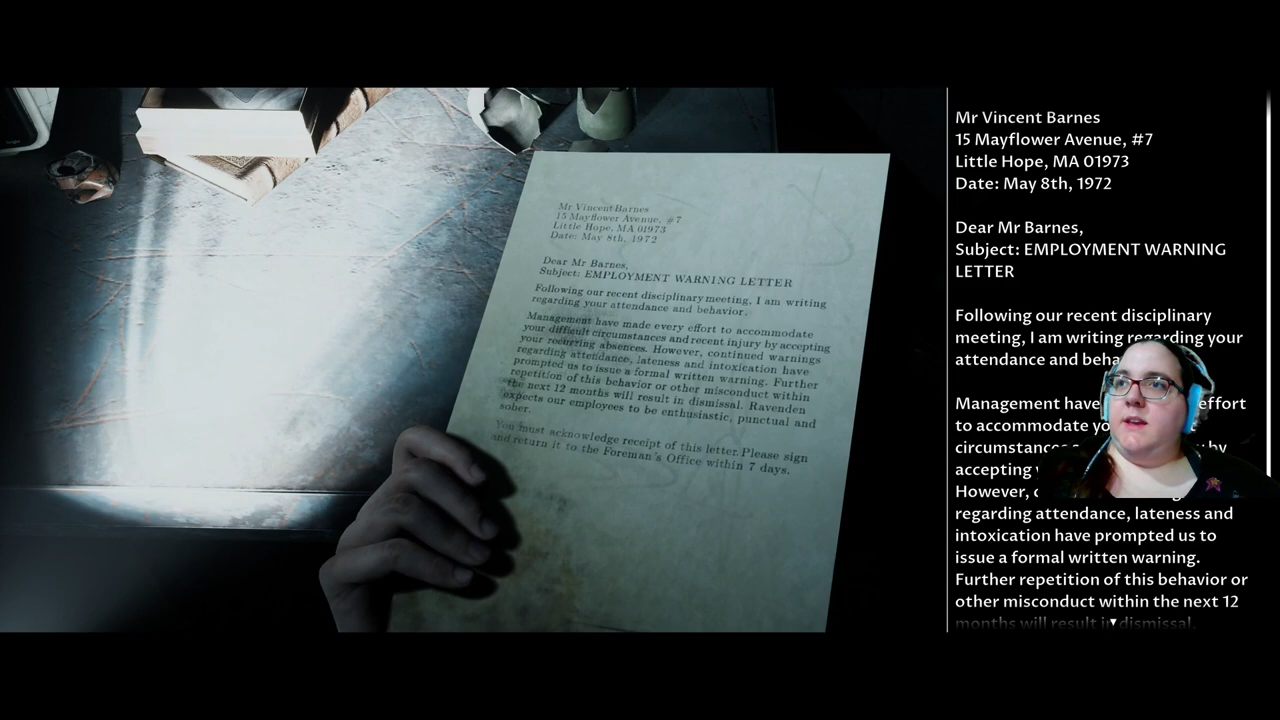 Mr Vincent Barnes
15 Mayflower Avenue, #7
Little Hope, MA 01973
Date: May 8th, 1972
Dear Mr Barnes,
Subject: EMPLOYMENT WARNING LETTER
Following our recent disciplinary meeting, I am writing
regarding your attendance and behavior.
Management have made every effort to accommodate
your difficult circumstances and recent injury by accepting
your recurring absences. However, continued warnings
regarding attendance, lateness and intoxication have
prompted us to issue a formal written warning. Further
repetition of this behavior or other misconduct within
the next 12 months will result in dismissal. Ravenden
expects our employees to be enthusiastic, punctual and
sober.
You must acknowledge receipt of this letter. Please sign
and return it to the Foreman's Office within 7 days.
Mr Vincent Barnes
15 Mayflower Avenue, #7
Little Hope, MA 01973
Date: May 8th, 1972
Dear Mr Barnes,
Subject: EMPLOYMENT WARNING
LETTER
Following our recent disciplinary
meeting, I am writing regarding your
attendance and beha
Management have effort
to accommodate yo
circumstances by
accepting
However,
regarding attendance, lateness and
intoxication have prompted us to
issue a formal written warning.
Further repetition of this behavior or
other misconduct within the next 12
months will result in dismissal.